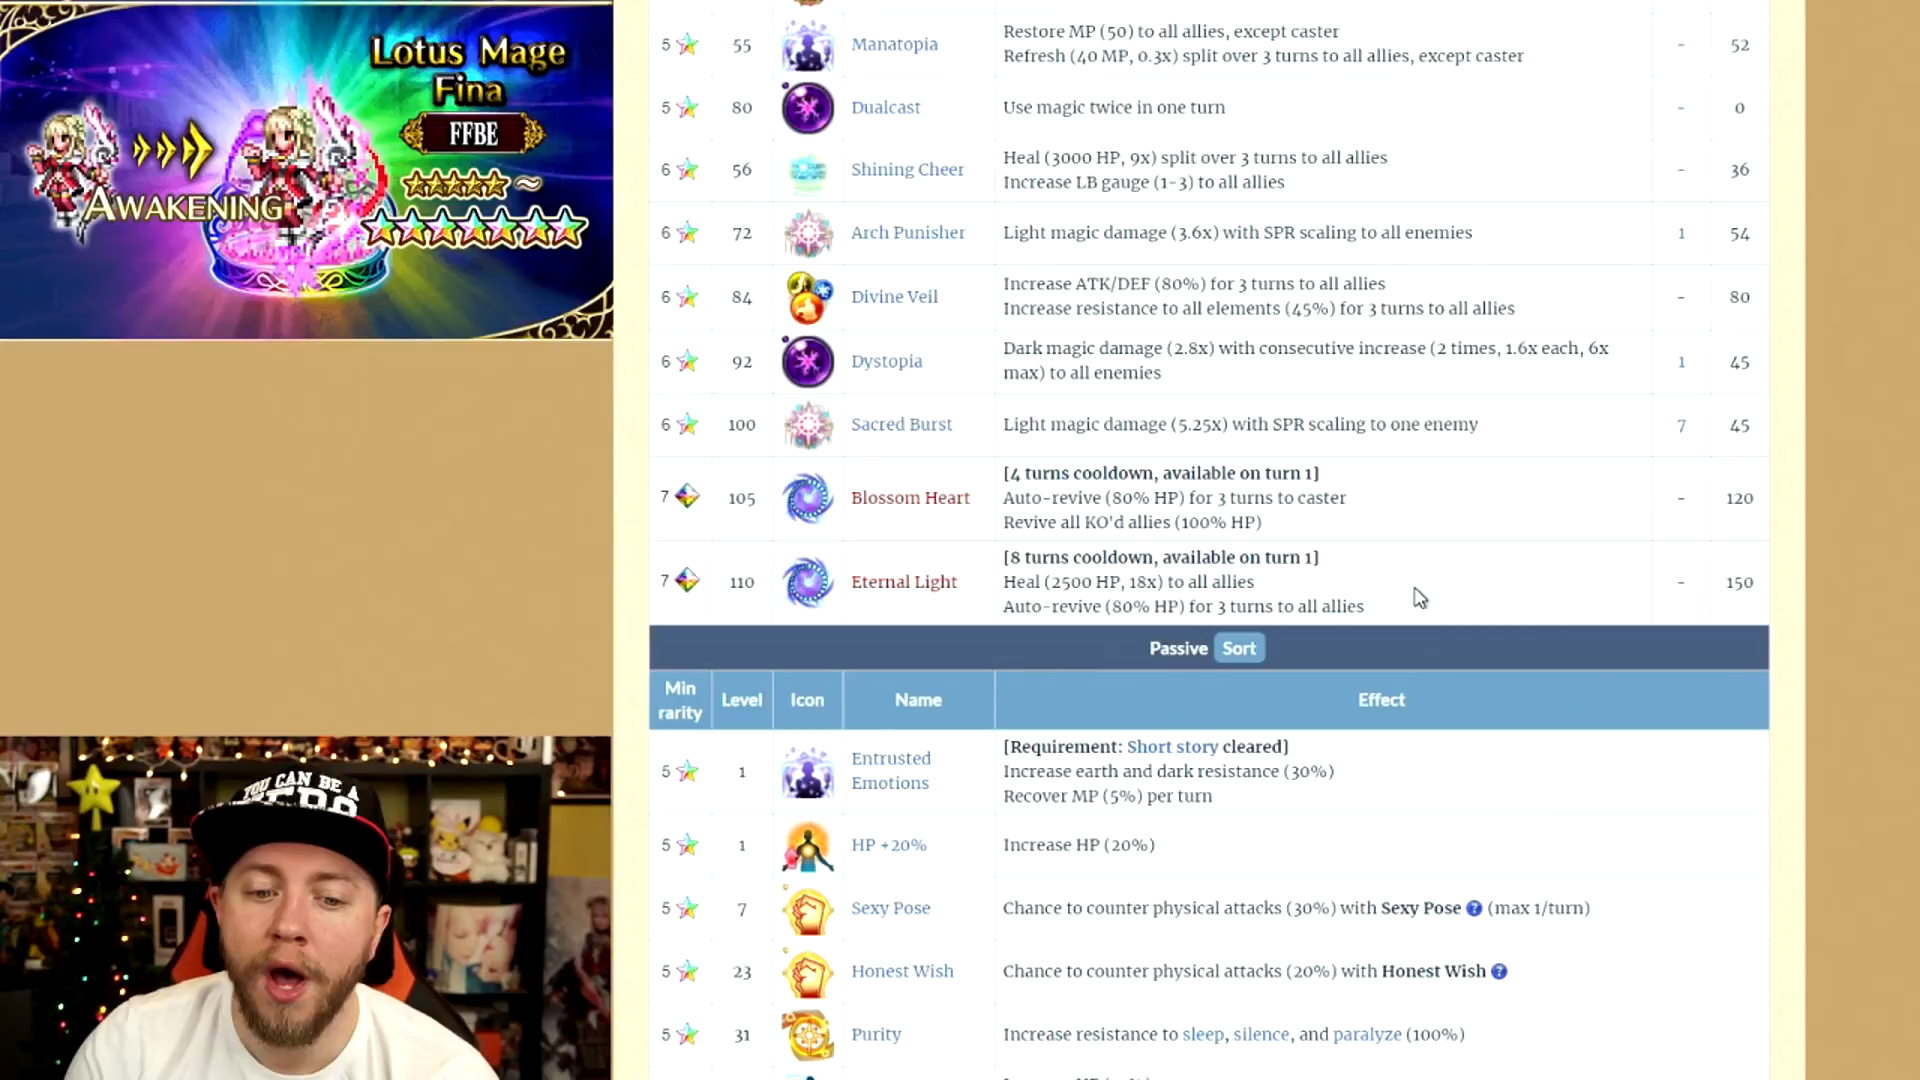 Lotus Mage
Fina
FFBE
AWAKENING
YOU CAN BE A
5 55 Manatopia Restore MP (50) to all allies, except caster - 52
Refresh (40 MP, 0.3x) split over 3 turns to all allies, except caster
5 80 Dualcast Use magic twice in one turn - 0
6 56 Shining Cheer Heal (3000 HP, 9x) split over 3 turns to all allies - 36
Increase LB gauge (1-3) to all allies
6 72 Arch Punisher Light magic damage (3.6x) with SPR scaling to all enemies 1 54
6 84 Divine Veil Increase ATK/DEF (80%) for 3 turns to all allies - 80
Increase resistance to all elements (45%) for 3 turns to all allies
6 92 Dystopia Dark magic damage (2.8x) with consecutive increase (2 times, 1.6x each, 6x 1 45
max) to all enemies
6 100 Sacred Burst Light magic damage (5.25x) with SPR scaling to one enemy 7 45
[4 turns cooldown, available on turn 1]
7 105 Blossom Heart Auto-revive (80% HP) for 3 turns to caster - 120
Revive all KO'd allies (100% HP)
[8 turns cooldown, available on turn 1]
7 110 Eternal Light Heal (2500 HP, 18x) to all allies - 150
Auto-revive (80% HP) for 3 turns to all allies
Passive Sort
Min
rarity Level Icon Name Effect
[Requirement: Short story cleared]
5 1 Entrusted
Emotions Increase earth and dark resistance (30%)
Recover MP (5%) per turn
5 1 HP +20% Increase HP (20%)
5 7 Sexy Pose Chance to counter physical attacks (30%) with Sexy Pose ? (max 1/turn)
5 23 Honest Wish Chance to counter physical attacks (20%) with Honest Wish ?
5 31 Purity Increase resistance to sleep, silence, and paralyze (100%)